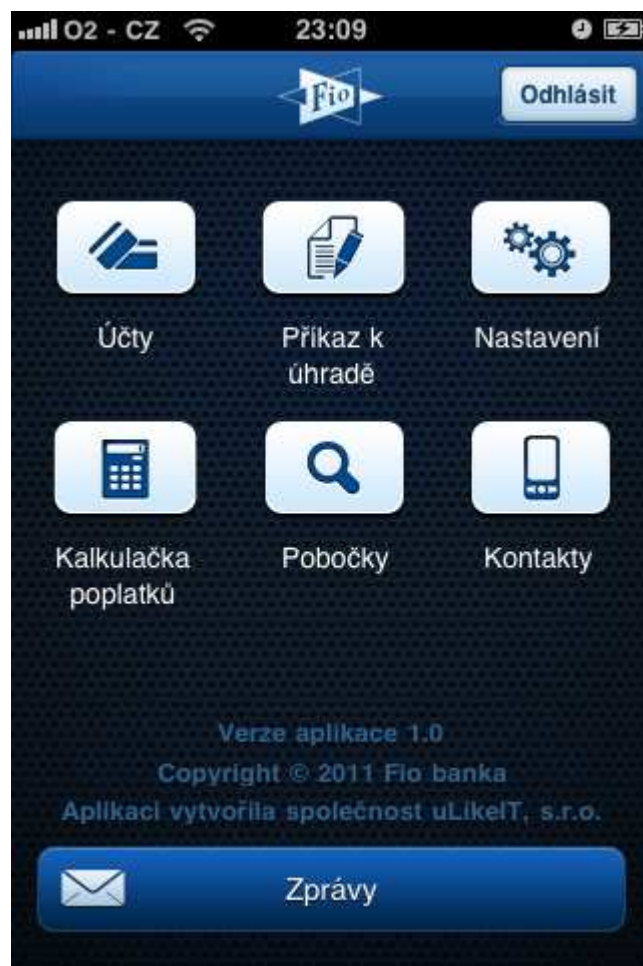 O2 - CZ 23:09
Fio Odhlásit
Účty Příkaz k úhradě Nastavení
Kalkulačka poplatků Pobočky Kontakty
Verze aplikace 1.0
Copyright © 2011 Fio banka
Aplikaci vytvořila společnost uLikeIT, s.r.o.
Zprávy